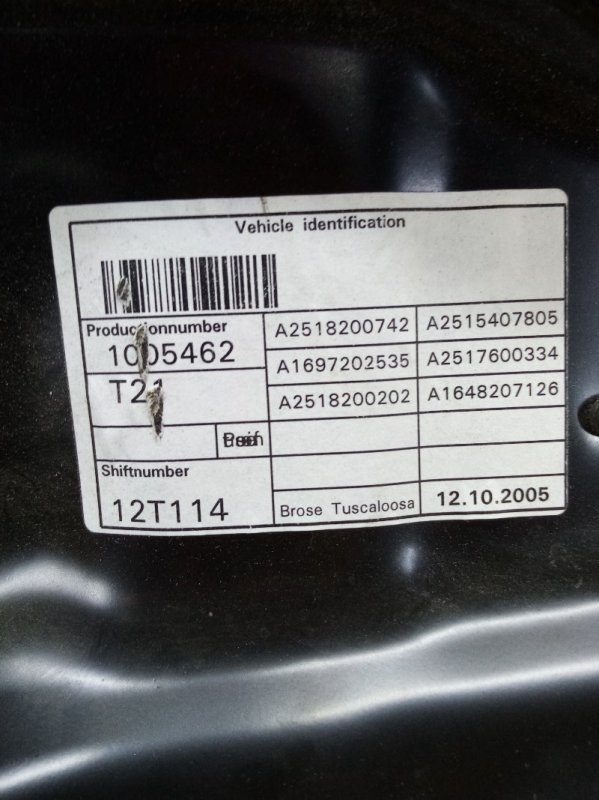 Vehicle identification
Productionnumber
1005462
T21
Shiftnumber
12T114
A2518200742 A2515407805
A1697202535 A2517600334
A2518200202 A1648207126
Brose Tuscaloosa 12.10.2005